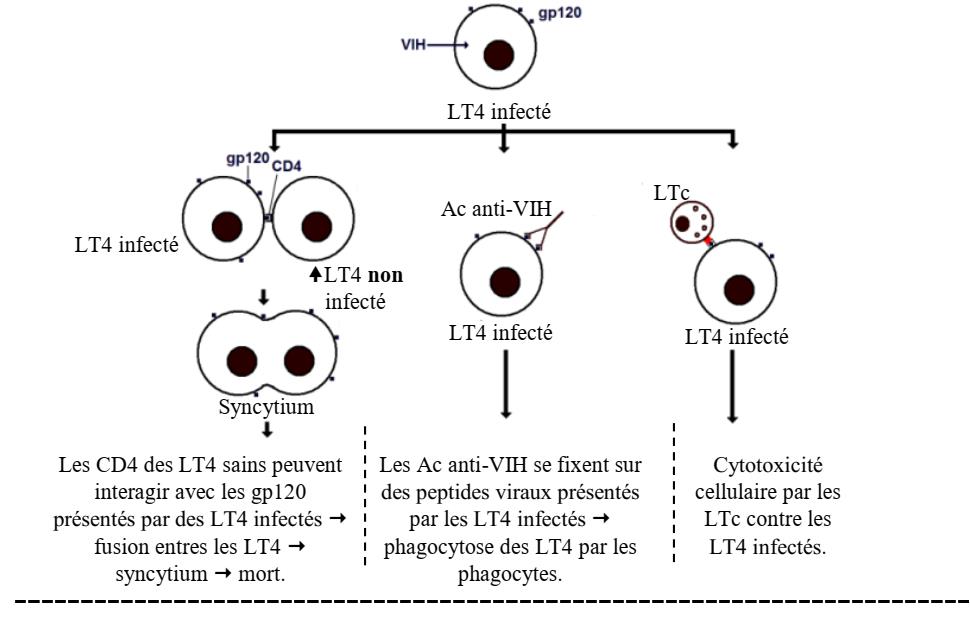 gp120
VIH
LT4 infecté
gp120
CD4
LT4 infecté
LT4 non
infecté
Syncytium
Les CD4 des LT4 sains peuvent
interagir avec les gp120
présentés par des LT4 infectés →
fusion entres les LT4 →
syncytium → mort.
Ac anti-VIH
LT4 infecté
Les Ac anti-VIH se fixent sur
des peptides viraux présentés
par les LT4 infectés →
phagocytose des LT4 par les
phagocytes.
LTc
LT4 infecté
Cytotoxicité
cellulaire par les
LTc contre les
LT4 infectés.